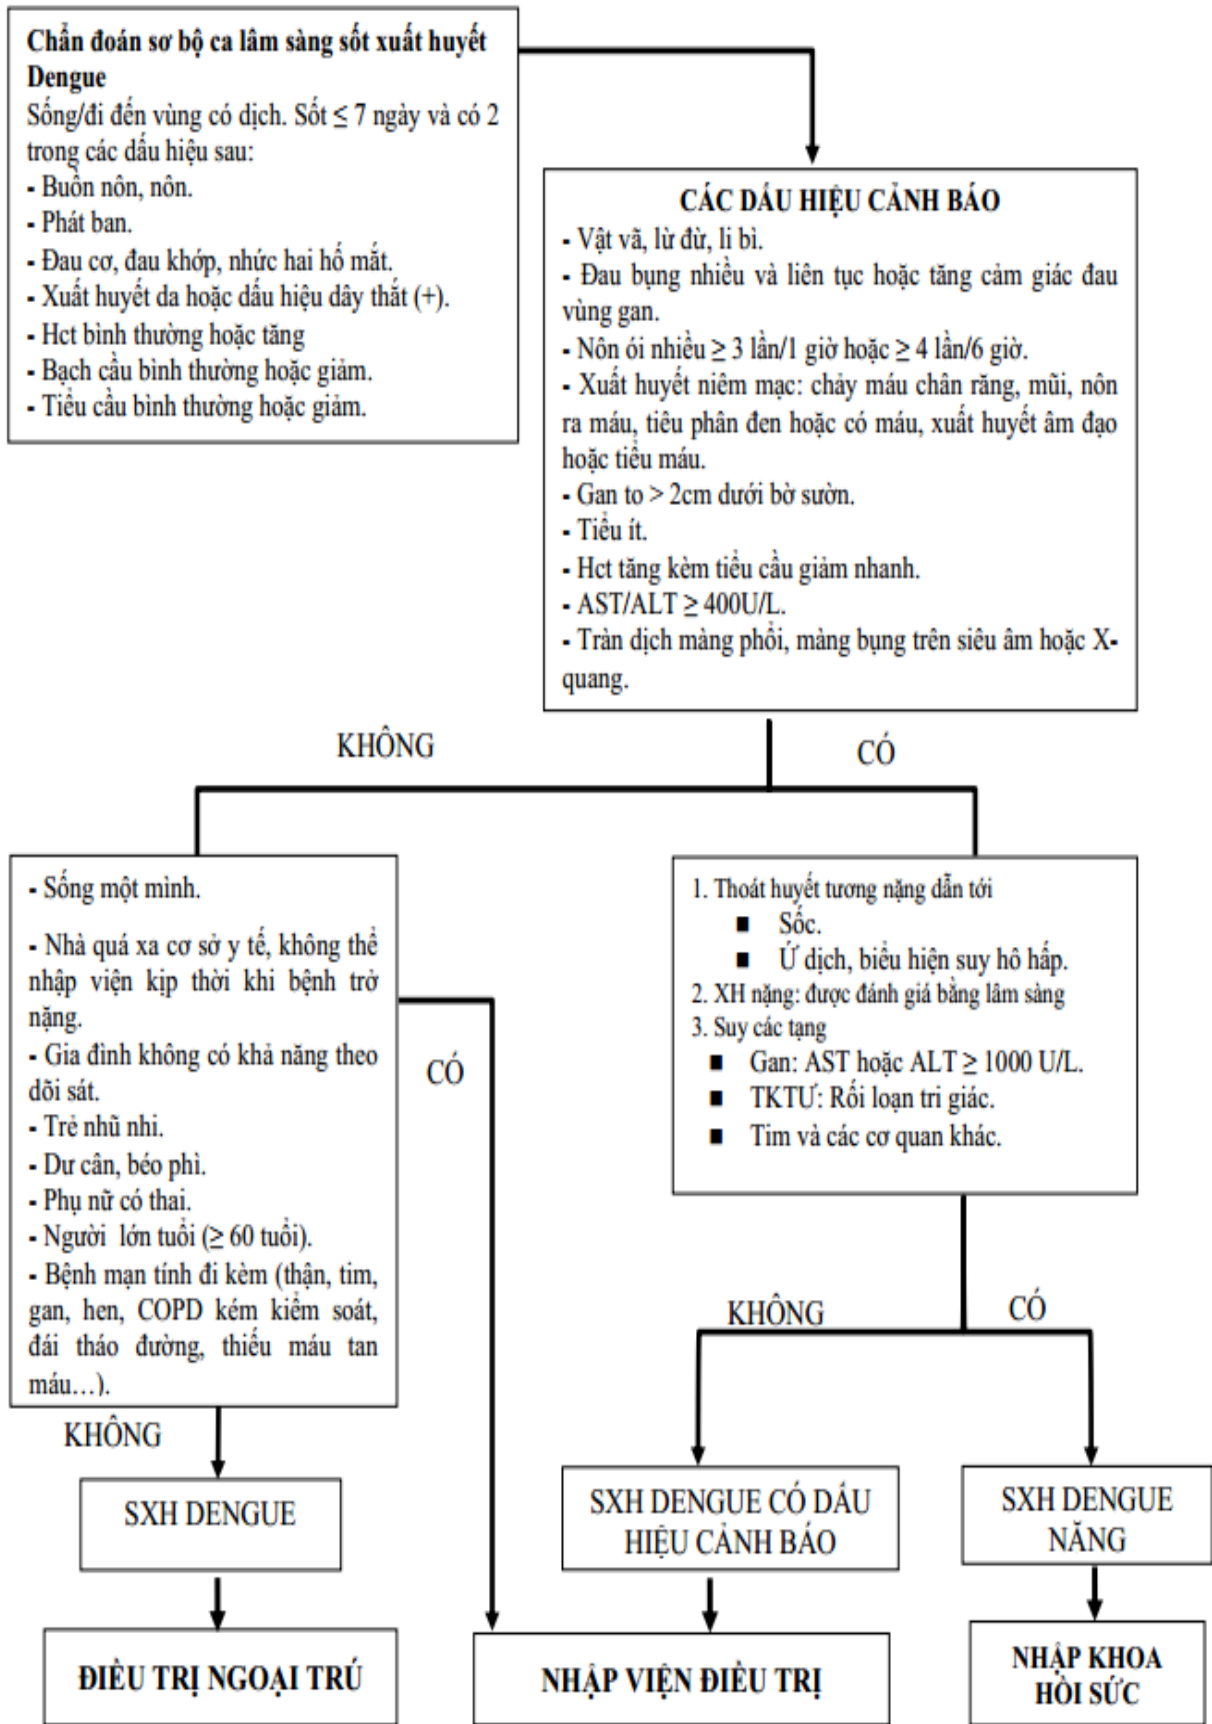 Chẩn đoán sơ bộ ca lâm sàng sốt xuất huyết
Dengue
Sống/đi đến vùng có dịch. Sốt ≤ 7 ngày và có 2
trong các dấu hiệu sau:
- Buồn nôn, nôn.
- Phát ban.
- Đau cơ, đau khớp, nhức hai hố mắt.
- Xuất huyết da hoặc dấu hiệu dây thắt (+).
- Hct bình thường hoặc tăng
- Bạch cầu bình thường hoặc giảm.
- Tiểu cầu bình thường hoặc giảm.
CÁC DẤU HIỆU CẢNH BÁO
- Vật vã, lừ đừ, li bì.
- Đau bụng nhiều và liên tục hoặc tăng cảm giác đau
vùng gan.
- Nôn ói nhiều ≥ 3 lần/1 giờ hoặc ≥ 4 lần/6 giờ.
- Xuất huyết niêm mạc: chảy máu chân răng, mũi, nôn
ra máu, tiêu phân đen hoặc có máu, xuất huyết âm đạo
hoặc tiểu máu.
- Gan to > 2cm dưới bờ sườn.
- Tiểu ít.
- Hct tăng kèm tiểu cầu giảm nhanh.
- AST/ALT ≥ 400U/L.
- Tràn dịch màng phổi, màng bụng trên siêu âm hoặc X-
quang.
KHÔNG
CÓ
- Sống một mình.
- Nhà quá xa cơ sở y tế, không thể
nhập viện kịp thời khi bệnh trở
nặng.
- Gia đình không có khả năng theo
dõi sát.
- Trẻ nhũ nhi.
- Dư cân, béo phì.
- Phụ nữ có thai.
- Người lớn tuổi (≥ 60 tuổi).
- Bệnh mạn tính đi kèm (thận, tim,
gan, hen, COPD kém kiểm soát,
đái tháo đường, thiếu máu tan
máu…).
CÓ
1. Thoát huyết tương nặng dẫn tới
■ Sốc.
■ Ứ dịch, biểu hiện suy hô hấp.
2. XH nặng: được đánh giá bằng lâm sàng
3. Suy các tạng
■ Gan: AST hoặc ALT ≥ 1000 U/L.
■ TKTƯ: Rối loạn tri giác.
■ Tim và các cơ quan khác.
KHÔNG
CÓ
KHÔNG
SXH DENGUE
SXH DENGUE CÓ DẤU
HIỆU CẢNH BÁO
SXH DENGUE
NĂNG
ĐIỀU TRỊ NGOẠI TRÚ
NHẬP VIỆN ĐIỀU TRỊ
NHẬP KHOA
HỒI SỨC